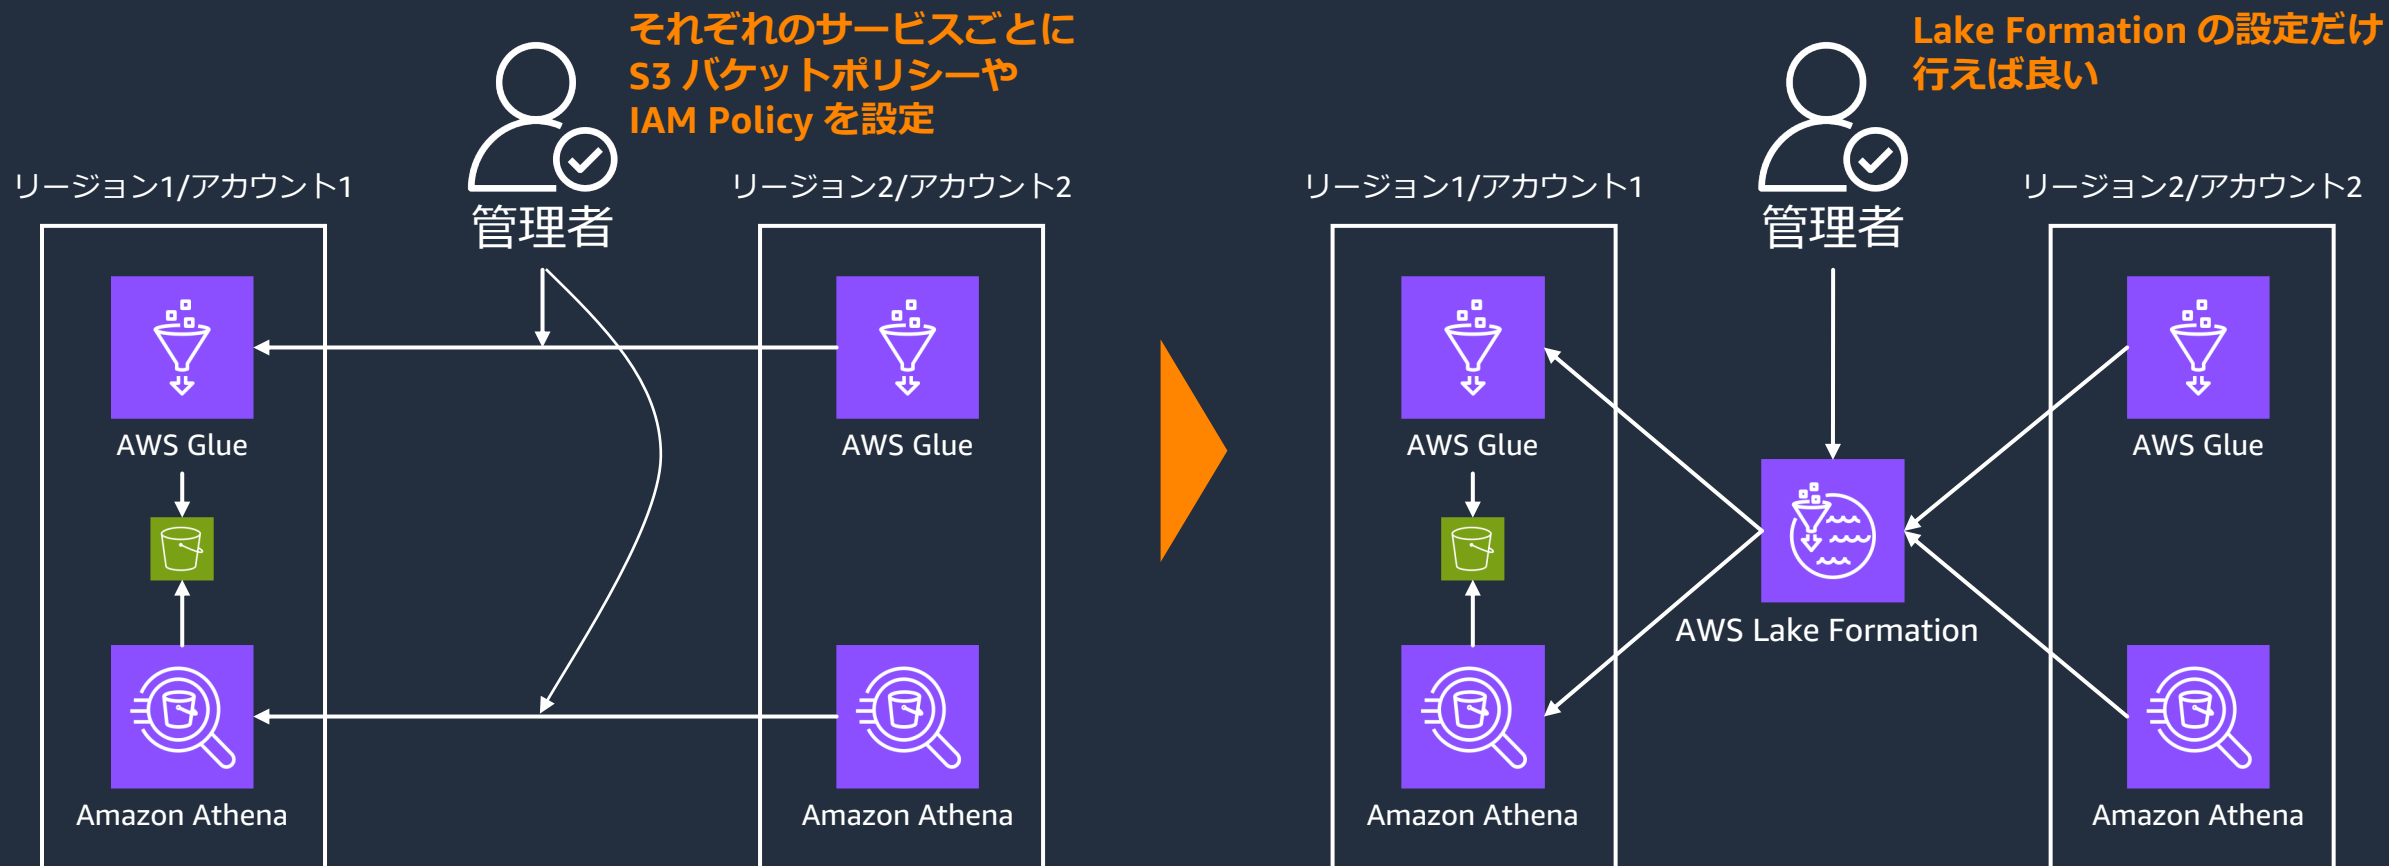 それぞれのサービスごとに
S3 バケットポリシーや
IAM Policy を設定
リージョン1/アカウント1
管理者
リージョン2/アカウント2
AWS Glue
AWS Glue
Amazon Athena
Amazon Athena
Lake Formation の設定だけ
行えば良い
リージョン1/アカウント1
管理者
リージョン2/アカウント2
AWS Glue
AWS Glue
AWS Lake Formation
Amazon Athena
Amazon Athena